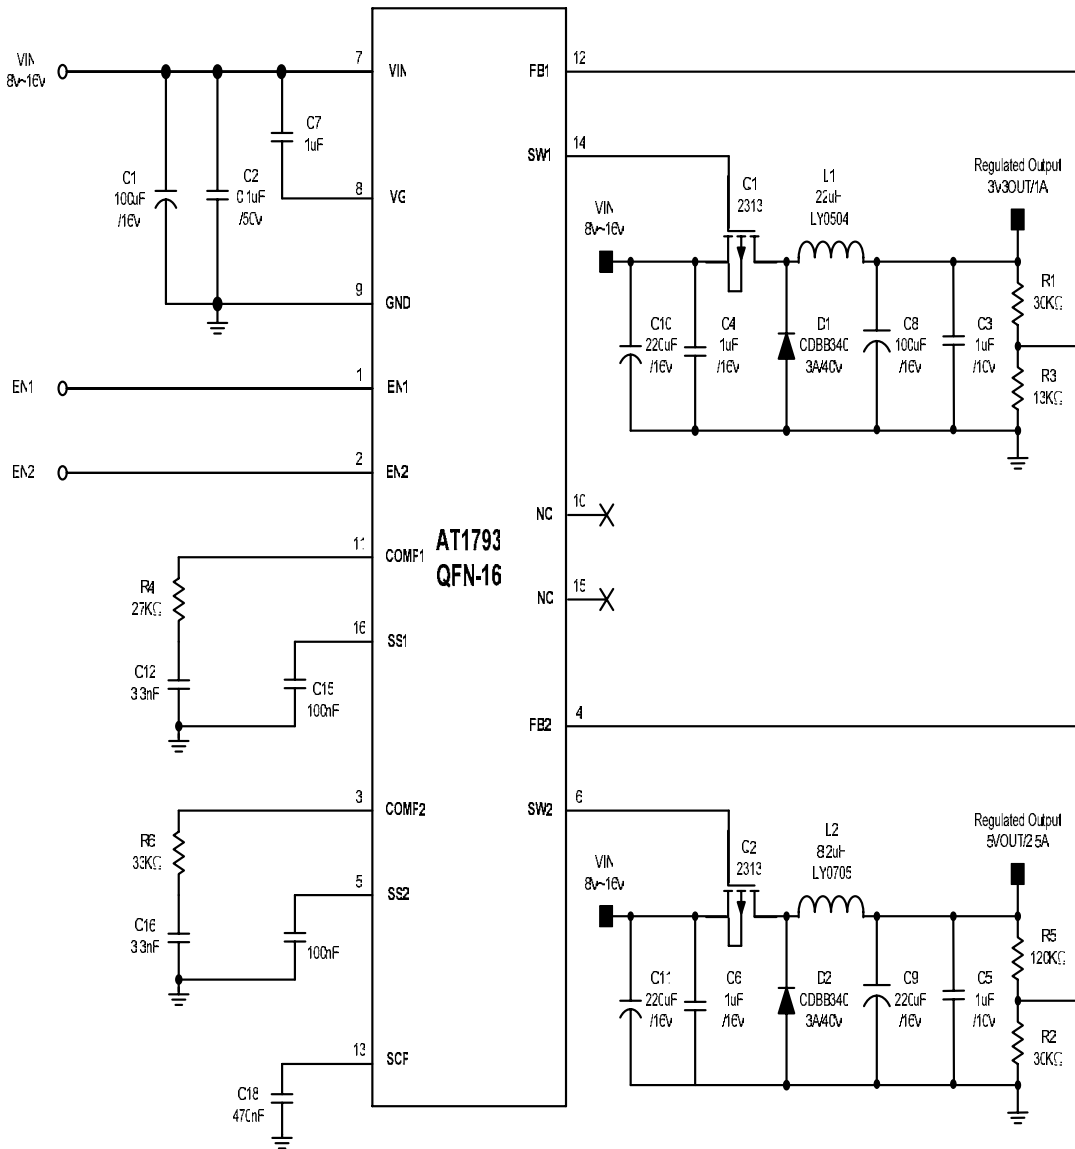 VIN
8v~16v
C1
100uF
/16V
C2
0.1uF
/50V
C7
1uF
EN1
EN2
R4
27KΩ
C12
3.3nF
C15
100nF
R6
33KΩ
C16
3.3nF
100nF
C18
470nF
7
8
9
1
2
11
16
3
5
13
VIN
VG
GND
EN1
EN2
COMP1
SS1
COMP2
SS2
SCP
AT1793
QFN-16
FB1
SW1
NC
NC
FB2
SW2
12
14
10
15
4
6
VIN
8v~16v
Q1
2313
L1
22uH
LY0504
Regulated Output
3V3OUT/1A
C10
220uF
/16V
C4
1uF
/16V
D1
CDBB340
3A/40v
C8
100uF
/16V
C3
1uF
/10V
R1
30KΩ
R3
13KΩ
VIN
8v~16v
Q2
2313
L2
8.2uH
LY0705
Regulated Output
5VOUT/2.5A
C11
220uF
/16V
C6
1uF
/16V
D2
CDBB340
3A/40v
C9
220uF
/16V
C5
1uF
/10V
R5
120KΩ
R2
30KΩ